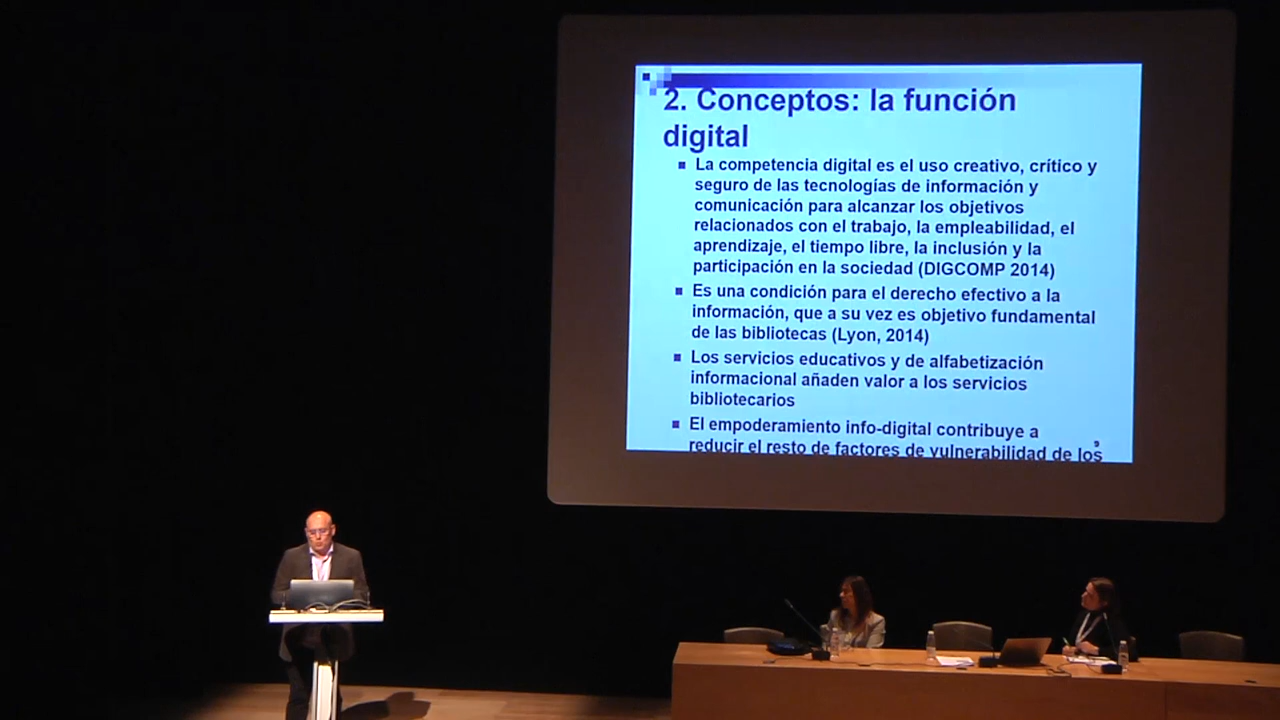 2. Conceptos: la función
digital
La competencia digital es el uso creativo, crítico y
seguro de las tecnologías de información y
comunicación para alcanzar los objetivos
relacionados con el trabajo, la empleabilidad, el
aprendizaje, el tiempo libre, la inclusión y la
participación en la sociedad (DIGCOMP 2014)
Es una condición para el derecho efectivo a la
información, que a su vez es objetivo fundamental
de las bibliotecas (Lyon, 2014)
Los servicios educativos y de alfabetización
informacional añaden valor a los servicios
bibliotecarios
El empoderamiento info-digital contribuye a
reducir el resto de factores de vulnerabilidad de los